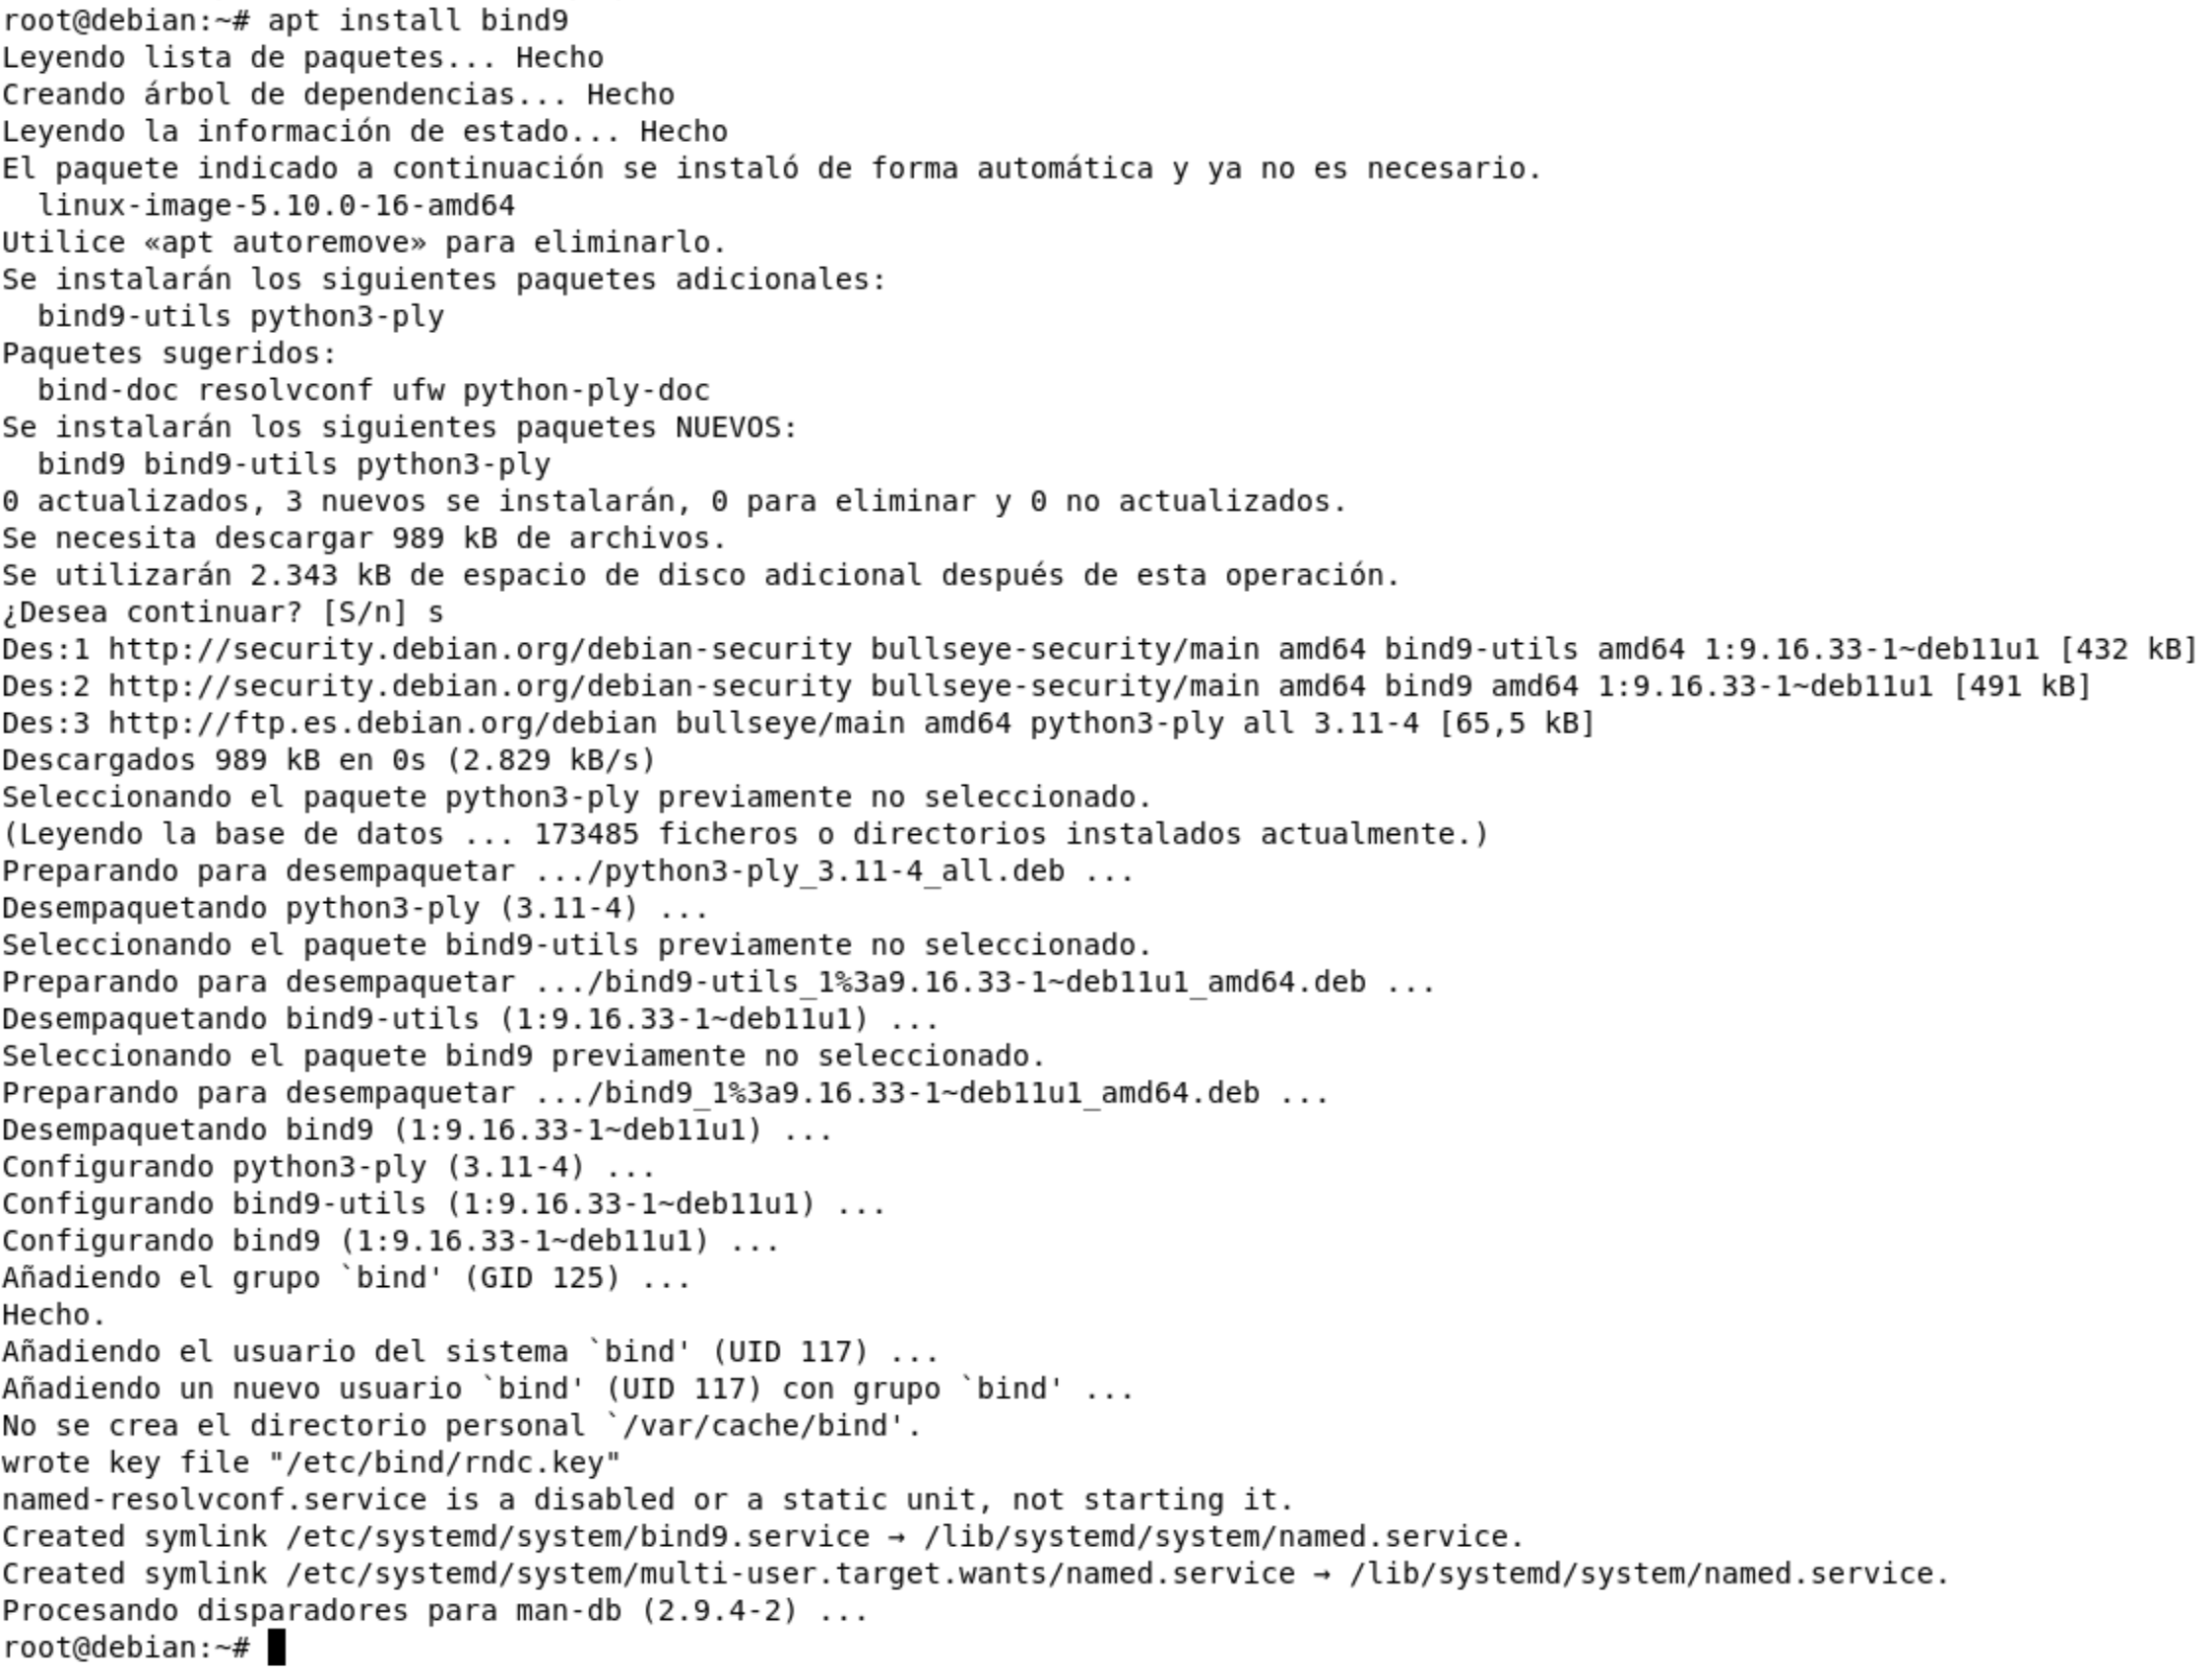 root@debian:~# apt install bind9
Leyendo lista de paquetes... Hecho
Creando árbol de dependencias... Hecho
Leyendo la información de estado... Hecho
El paquete indicado a continuación se instaló de forma automática y ya no es necesario.
  linux-image-5.10.0-16-amd64
Utilice «apt autoremove» para eliminarlo.
Se instalarán los siguientes paquetes adicionales:
  bind9-utils python3-ply
Paquetes sugeridos:
  bind-doc resolvconf ufw python-ply-doc
Se instalarán los siguientes paquetes NUEVOS:
  bind9 bind9-utils python3-ply
0 actualizados, 3 nuevos se instalarán, 0 para eliminar y 0 no actualizados.
Se necesita descargar 989 kB de archivos.
Se utilizarán 2.343 kB de espacio de disco adicional después de esta operación.
¿Desea continuar? [S/n] s
Des:1 http://security.debian.org/debian-security bullseye-security/main amd64 bind9-utils amd64 1:9.16.33-1~deb11u1 [432 kB]
Des:2 http://security.debian.org/debian-security bullseye-security/main amd64 bind9 amd64 1:9.16.33-1~deb11u1 [491 kB]
Des:3 http://ftp.es.debian.org/debian bullseye/main amd64 python3-ply all 3.11-4 [65,5 kB]
Descargados 989 kB en 0s (2.829 kB/s)
Seleccionando el paquete python3-ply previamente no seleccionado.
(Leyendo la base de datos ... 173485 ficheros o directorios instalados actualmente.)
Preparando para desempaquetar .../python3-ply_3.11-4_all.deb ...
Desempaquetando python3-ply (3.11-4) ...
Seleccionando el paquete bind9-utils previamente no seleccionado.
Preparando para desempaquetar .../bind9-utils_1%3a9.16.33-1~deb11u1_amd64.deb ...
Desempaquetando bind9-utils (1:9.16.33-1~deb11u1) ...
Seleccionando el paquete bind9 previamente no seleccionado.
Preparando para desempaquetar .../bind9_1%3a9.16.33-1~deb11u1_amd64.deb ...
Desempaquetando bind9 (1:9.16.33-1~deb11u1) ...
Configurando python3-ply (3.11-4) ...
Configurando bind9-utils (1:9.16.33-1~deb11u1) ...
Configurando bind9 (1:9.16.33-1~deb11u1) ...
Añadiendo el grupo `bind' (GID 125) ...
Hecho.
Añadiendo el usuario del sistema `bind' (UID 117) ...
Añadiendo un nuevo usuario `bind' (UID 117) con grupo `bind' ...
No se crea el directorio personal `/var/cache/bind'.
wrote key file "/etc/bind/rndc.key"
named-resolvconf.service is a disabled or a static unit, not starting it.
Created symlink /etc/systemd/system/bind9.service → /lib/systemd/system/named.service.
Created symlink /etc/systemd/system/multi-user.target.wants/named.service → /lib/systemd/system/named.service.
Procesando disparadores para man-db (2.9.4-2) ...
root@debian:~#